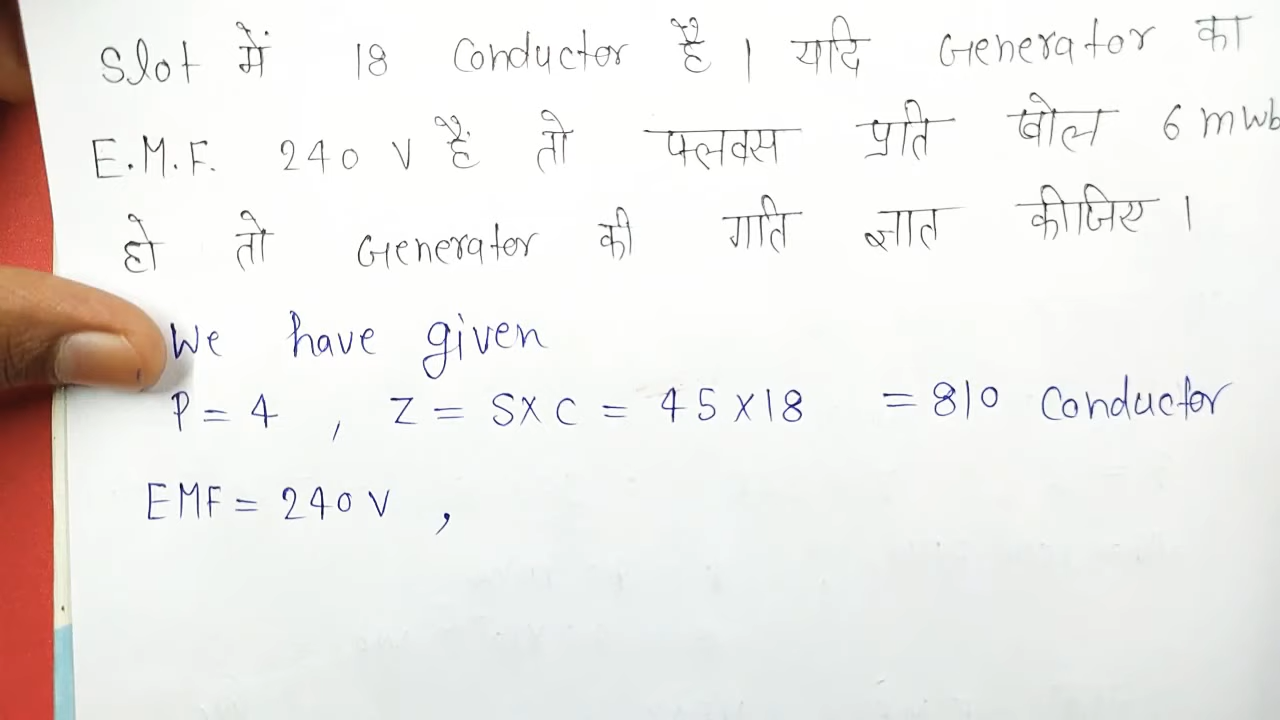 Slot में 18 Conductor है । यदि Generator का
E.M.F. 240 V है तो फ्लक्स प्रति पोल 6 mwb
हो तो Generator की गति ज्ञात कीजिए ।
We have given
P = 4 , Z = S X C = 45 X 18 = 810 Conductor
EMF = 240 V ,